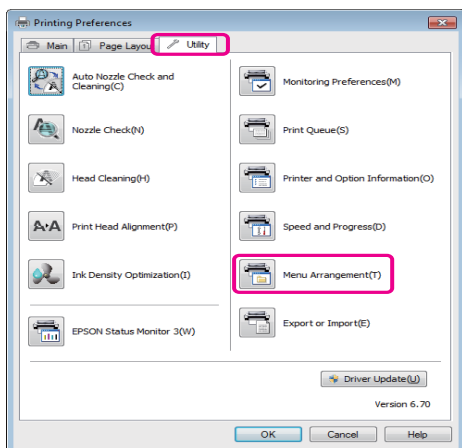 Printing Preferences
Main
Page Layou
Utility
Auto Nozzle Check and
Cleaning(C)
Monitoring Preferences(M)
Nozzle Check(N)
Print Queue(S)
Head Cleaning(H)
Printer and Option Information(O)
A▸A
Print Head Alignment(P)
Speed and Progress(D)
Ink Density Optimization(I)
Menu Arrangement(T)
EPSON Status Monitor 3(W)
Export or Import(E)
Driver Update(U)
Version 6.70
OK
Cancel
Help